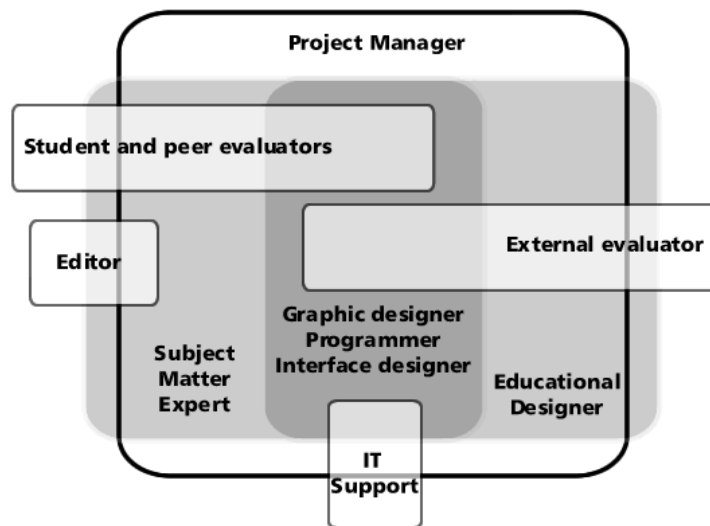 Project Manager
Student and peer evaluators
External evaluator
Editor
Graphic designer
Programmer
Interface designer
Subject
Matter
Expert
Educational
Designer
IT
Support